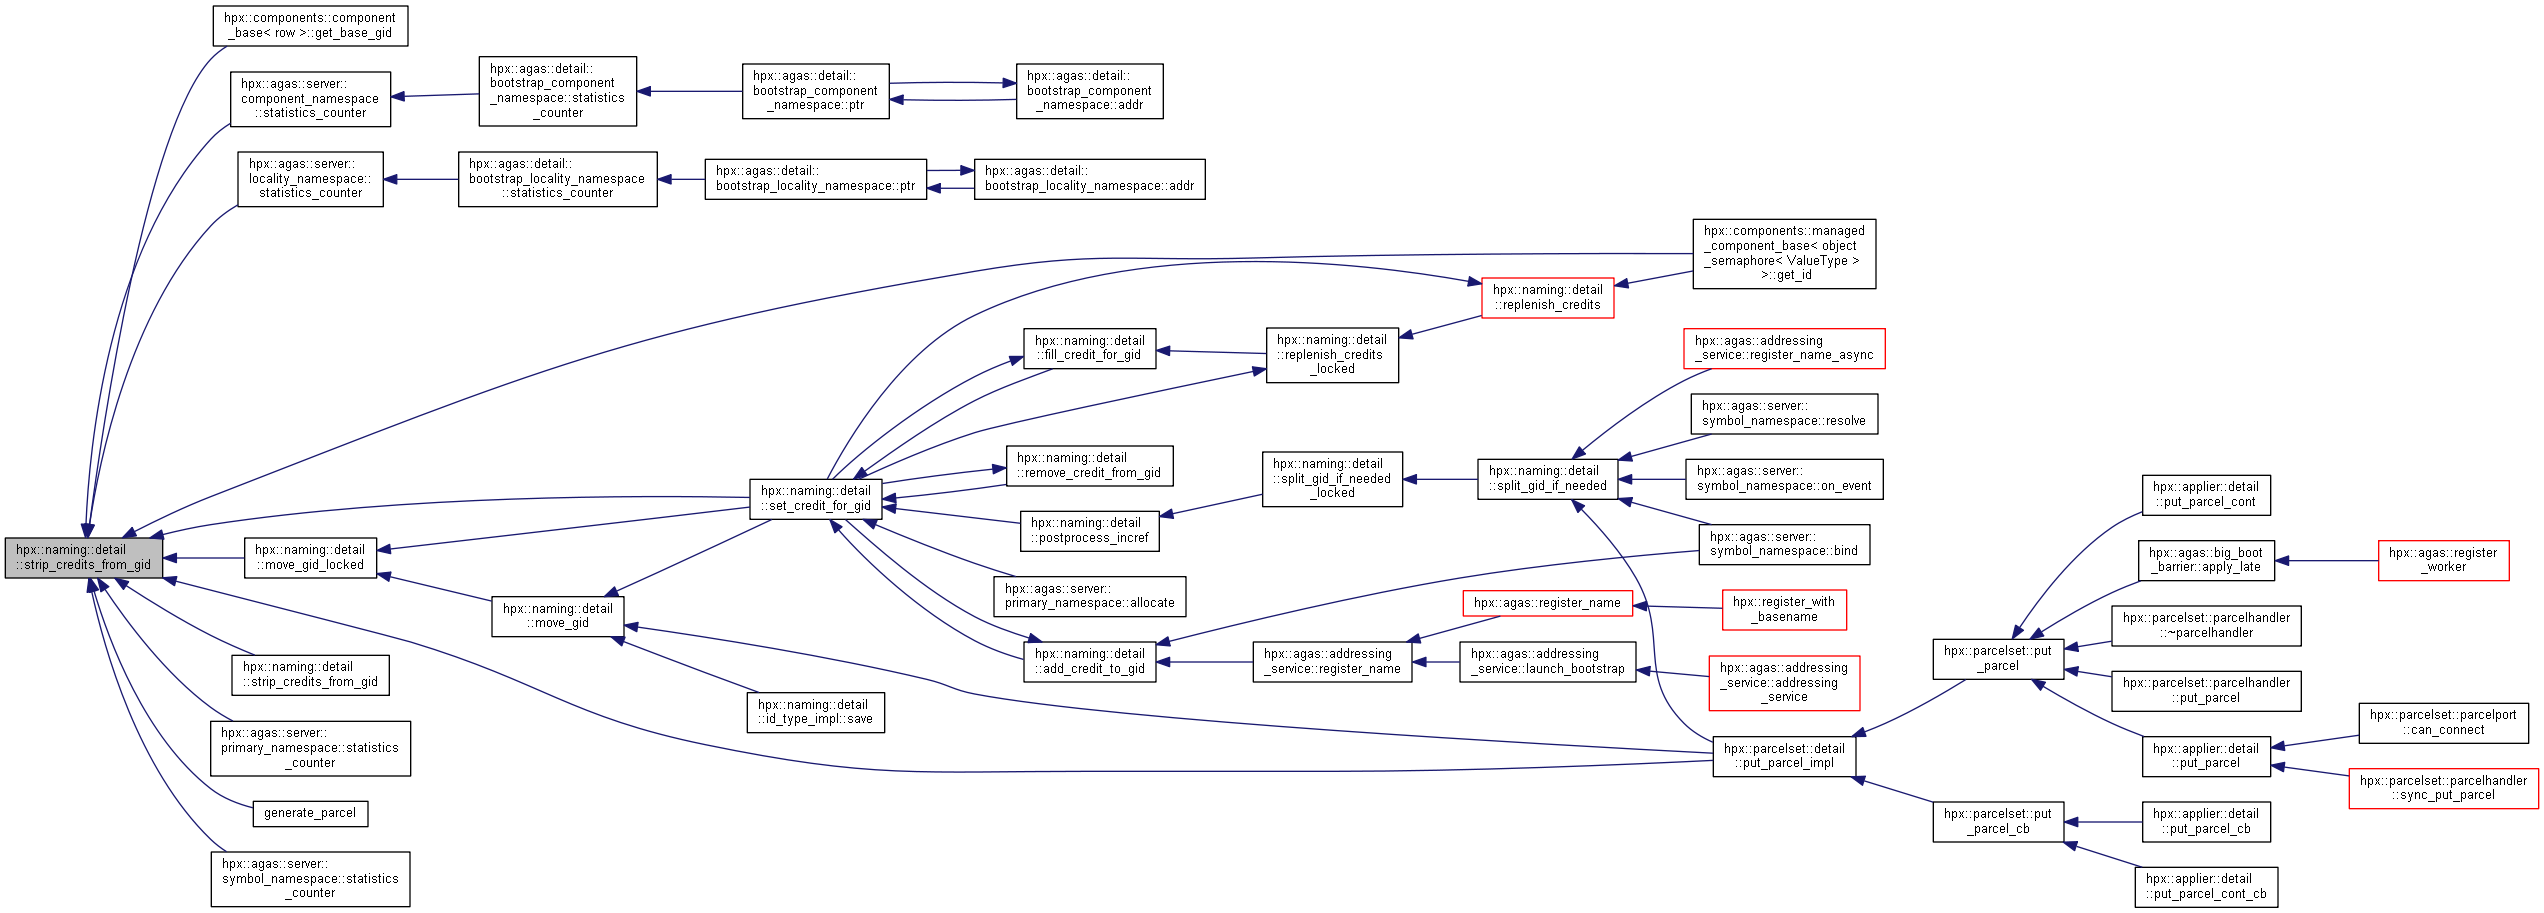 hpx::components::component
_base< row >::get_base_gid
hpx::agas::server::
component_namespace
::statistics_counter
hpx::agas::detail::
bootstrap_component
_namespace::statistics
_counter
hpx::agas::detail::
bootstrap_component
_namespace::ptr
hpx::agas::detail::
bootstrap_component
_namespace::addr
hpx::agas::server::
locality_namespace::
statistics_counter
hpx::agas::detail::
bootstrap_locality_namespace
::statistics_counter
hpx::agas::detail::
bootstrap_locality_namespace::ptr
hpx::agas::detail::
bootstrap_locality_namespace::addr
hpx::components::managed
_component_base< object
_semaphore< ValueType >
>::get_id
hpx::naming::detail
::replenish_credits
hpx::naming::detail
::fill_credit_for_gid
hpx::naming::detail
::replenish_credits
_locked
hpx::agas::addressing
_service::register_name_async
hpx::agas::server::
symbol_namespace::resolve
hpx::naming::detail
::remove_credit_from_gid
hpx::naming::detail
::split_gid_if_needed
_locked
hpx::naming::detail
::split_gid_if_needed
hpx::agas::server::
symbol_namespace::on_event
hpx::naming::detail
::set_credit_for_gid
hpx::naming::detail
::postprocess_incref
hpx::agas::server::
symbol_namespace::bind
hpx::applier::detail
::put_parcel_cont
hpx::naming::detail
::strip_credits_from_gid
hpx::naming::detail
::move_gid_locked
hpx::agas::big_boot
_barrier::apply_late
hpx::agas::register
_worker
hpx::naming::detail
::move_gid
hpx::agas::server::
primary_namespace::allocate
hpx::agas::register_name
hpx::register_with
_basename
hpx::parcelset::parcelhandler
::~parcelhandler
hpx::naming::detail
::strip_credits_from_gid
hpx::naming::detail
::add_credit_to_gid
hpx::agas::addressing
_service::register_name
hpx::agas::addressing
_service::launch_bootstrap
hpx::agas::addressing
_service::addressing
_service
hpx::parcelset::put
_parcel
hpx::parcelset::parcelhandler
::put_parcel
hpx::naming::detail
::id_type_impl::save
hpx::agas::server::
primary_namespace::statistics
_counter
hpx::parcelset::detail
::put_parcel_impl
hpx::applier::detail
::put_parcel
hpx::parcelset::parcelport
::can_connect
hpx::parcelset::parcelhandler
::sync_put_parcel
generate_parcel
hpx::parcelset::put
_parcel_cb
hpx::applier::detail
::put_parcel_cb
hpx::agas::server::
symbol_namespace::statistics
_counter
hpx::applier::detail
::put_parcel_cont_cb